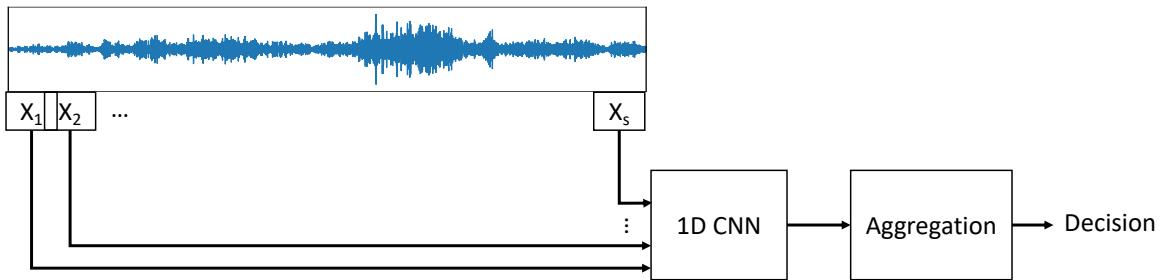 X₁ X₂ ... Xₛ
⋮
1D CNN
Aggregation
Decision